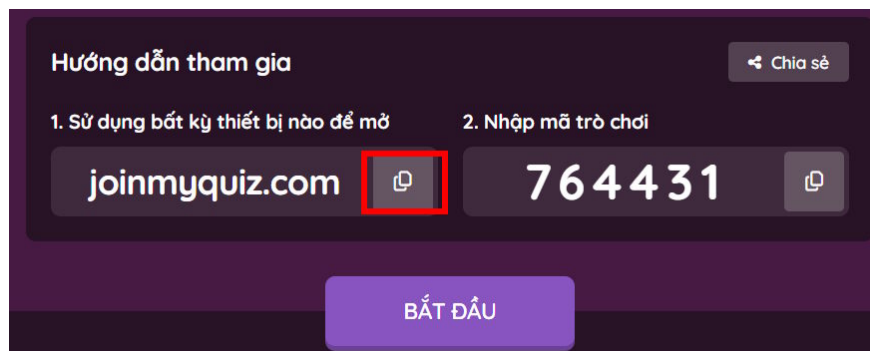 Hướng dẫn tham gia
Chia sẻ
1. Sử dụng bất kỳ thiết bị nào để mở
2. Nhập mã trò chơi
joinmyquiz.com
764431
BẮT ĐẦU